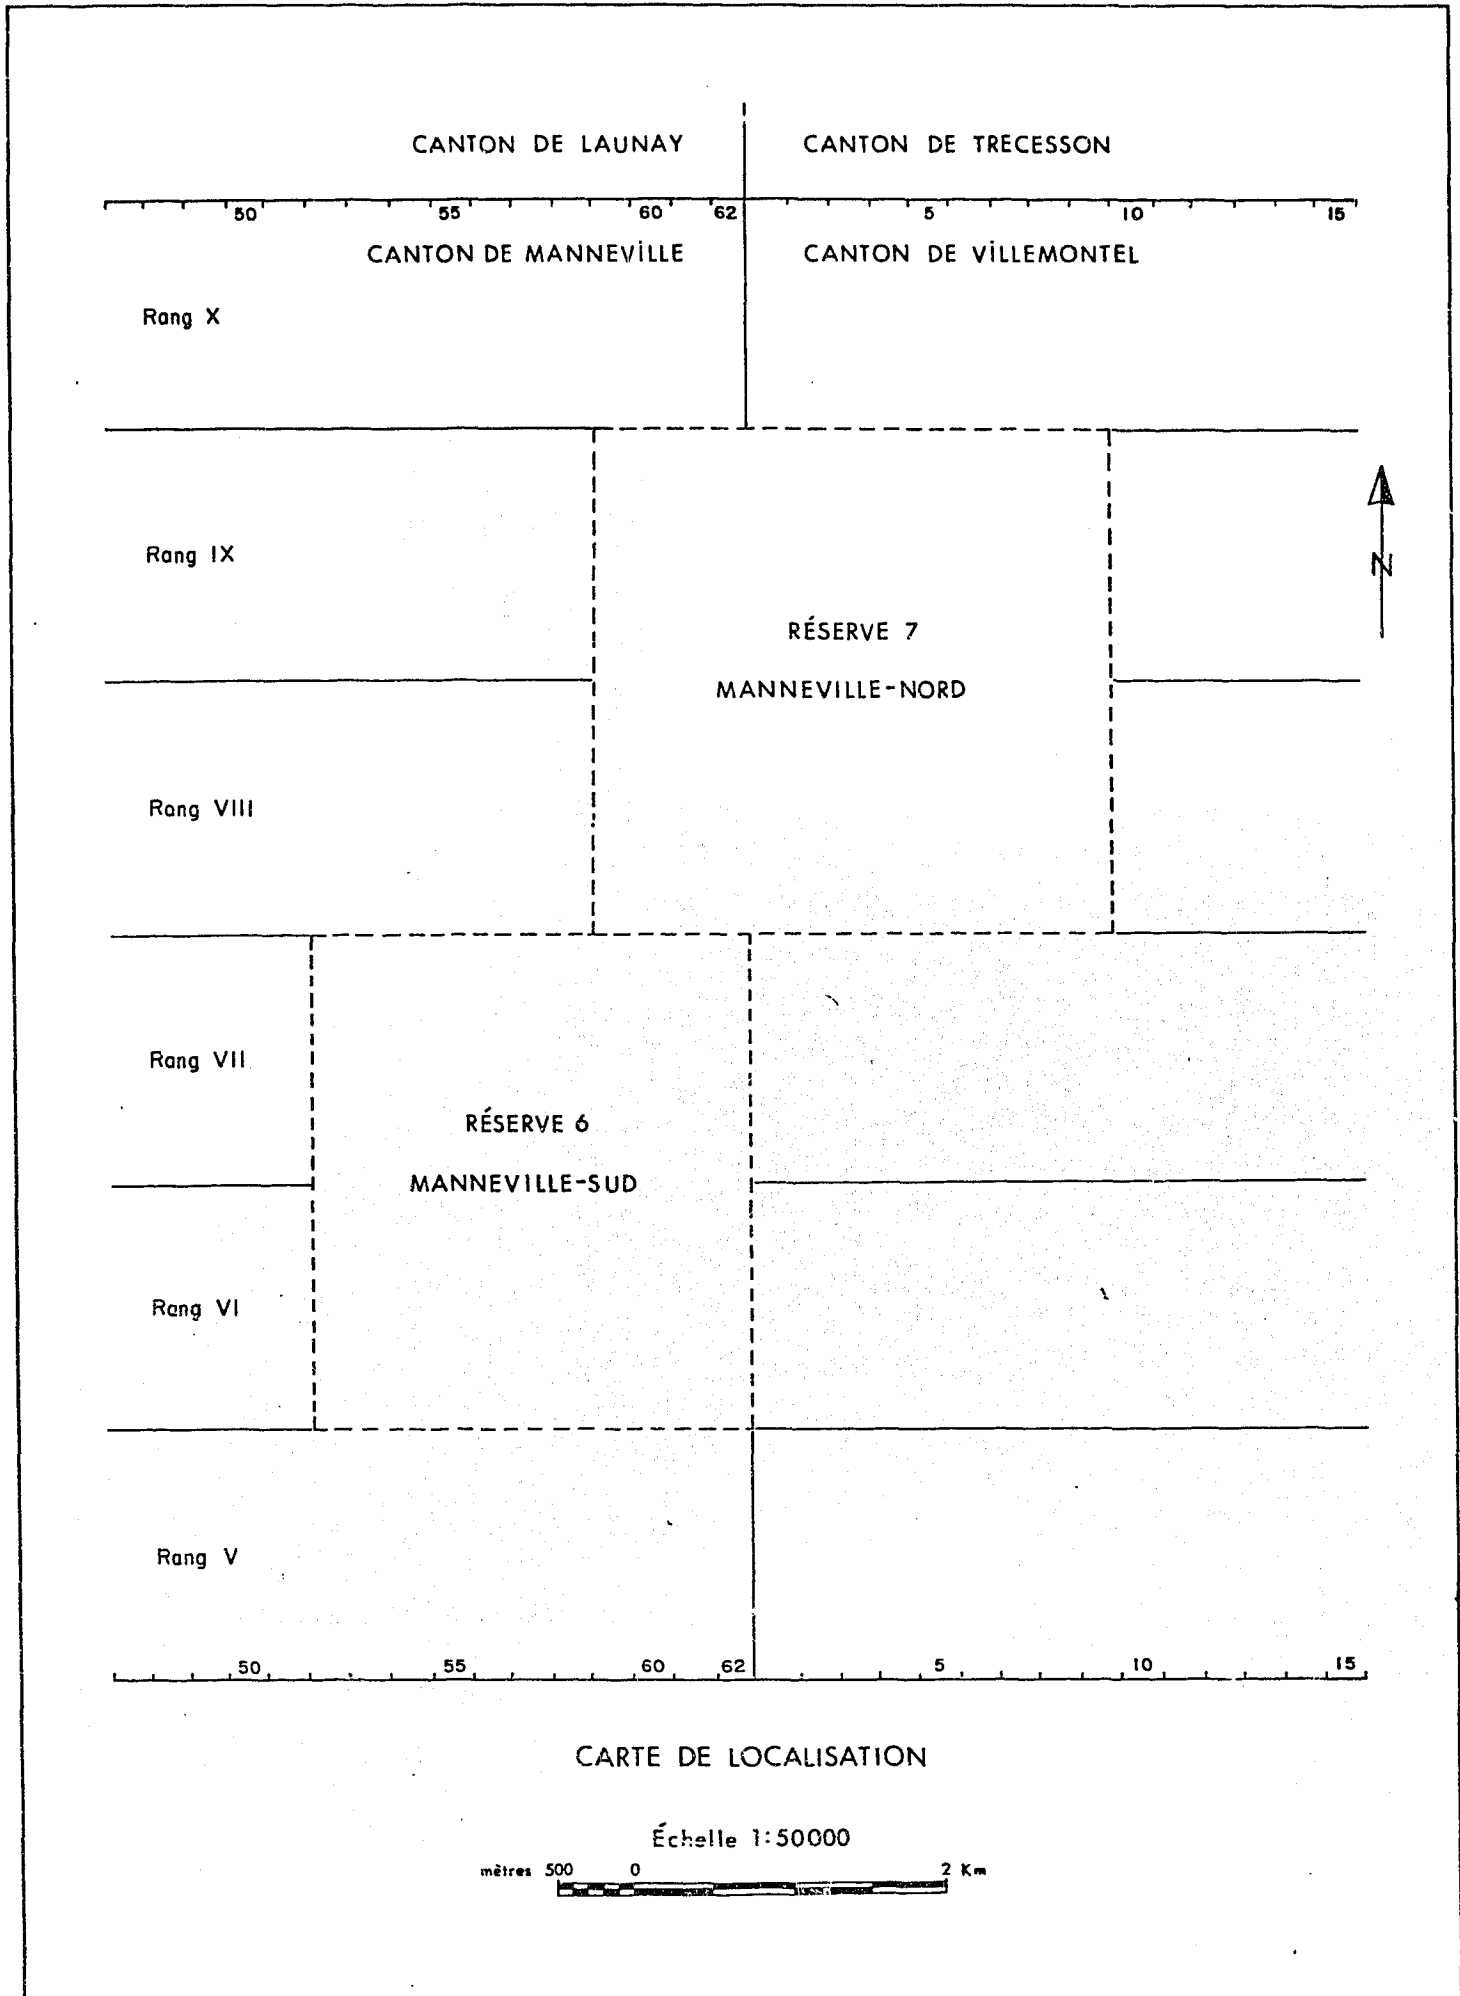 CANTON DE LAUNAY CANTON DE TRECESSON
50 55 60 62 5 10 15
CANTON DE MANNEVILLE CANTON DE VILLEMONTEL
Rang X
Rang IX
N
RÉSERVE 7
MANNEVILLE-NORD
Rang VIII
Rang VII
RÉSERVE 6
MANNEVILLE-SUD
Rang VI
Rang V
50 55 60 62 5 10 15
CARTE DE LOCALISATION
Échelle 1:50000
mètres 500 0 2 Km